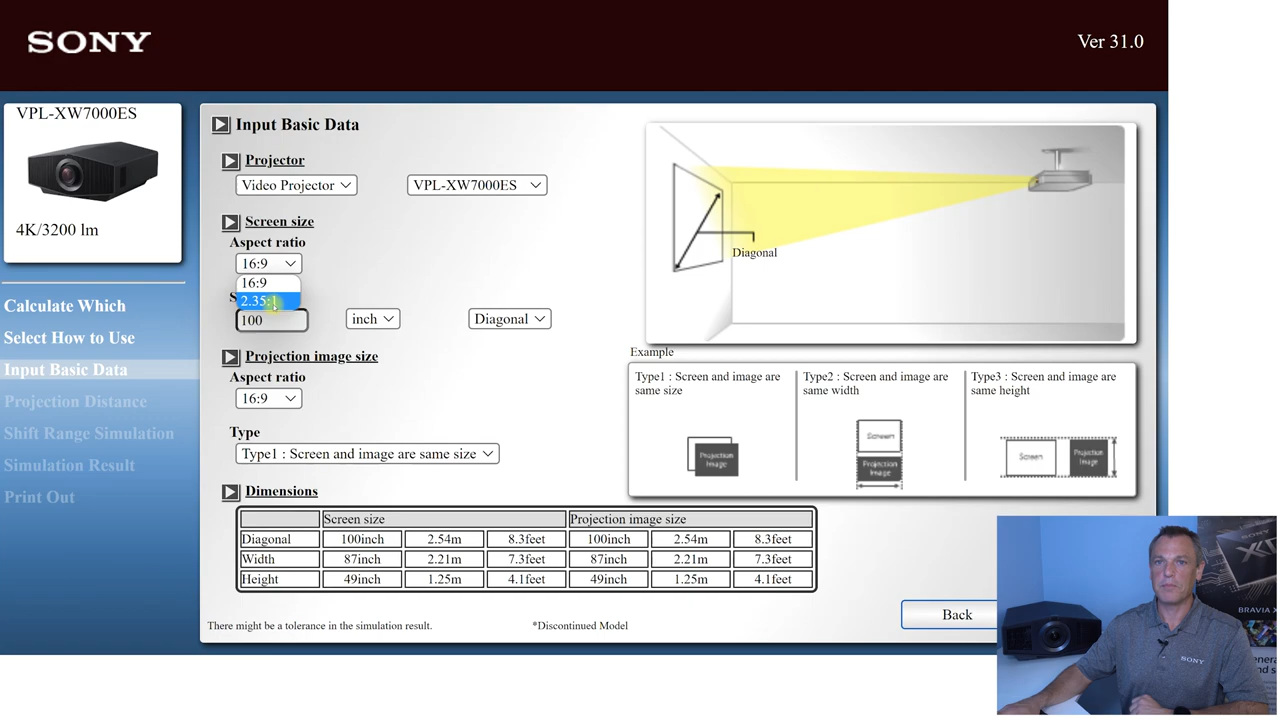 SONY
Ver 31.0
VPL-XW7000ES
4K/3200 lm
Calculate Which
Select How to Use
Input Basic Data
Projection Distance
Shift Range Simulation
Simulation Result
Print Out
Input Basic Data
Projector
Video Projector
VPL-XW7000ES
Screen size
Aspect ratio
16:9
16:9
2.35:1
100
inch
Diagonal
Projection image size
Aspect ratio
16:9
Type
Type1 : Screen and image are same size
Dimensions
Screen size Projection image size
Diagonal 100inch 2.54m 8.3feet 100inch 2.54m 8.3feet
Width 87inch 2.21m 7.3feet 87inch 2.21m 7.3feet
Height 49inch 1.25m 4.1feet 49inch 1.25m 4.1feet
There might be a tolerance in the simulation result.
*Discontinued Model
Diagonal
Example
Type1 : Screen and image are
same size
Projection
Image
Type2 : Screen and image are
same width
Screen
Projection
Image
Type3 : Screen and image are
same height
Screen
Projection
Image
Back
SONY
SONY
BRAVIA X